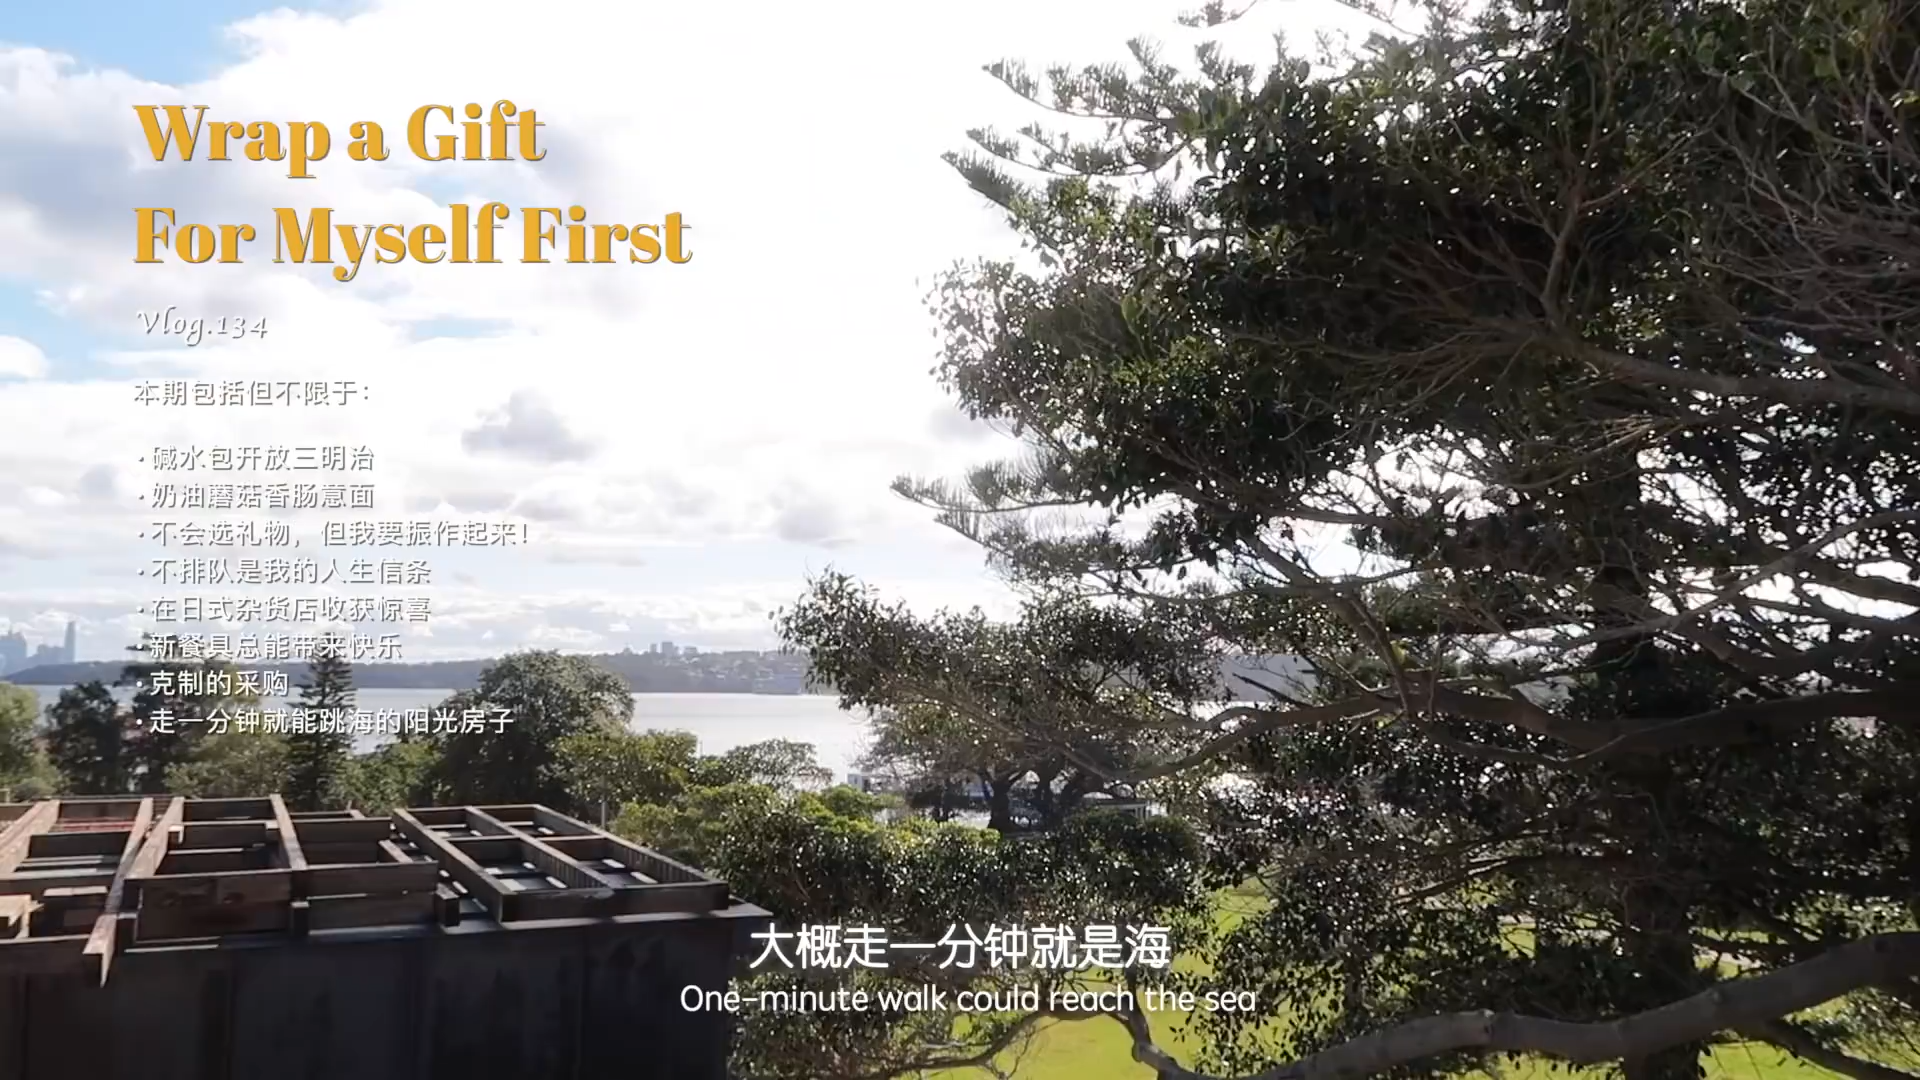 Wrap a Gift
For Myself First
Vlog.134
本期包括但不限于：
·碱水包开放三明治
·奶油蘑菇香肠意面
·不会选礼物，但我要振作起来！
·不排队是我的人生信条
·在日式杂货店收获惊喜
·新餐具总能带来快乐
·克制的采购
·走一分钟就能跳海的阳光房子
大概走一分钟就是海
One-minute walk could reach the sea